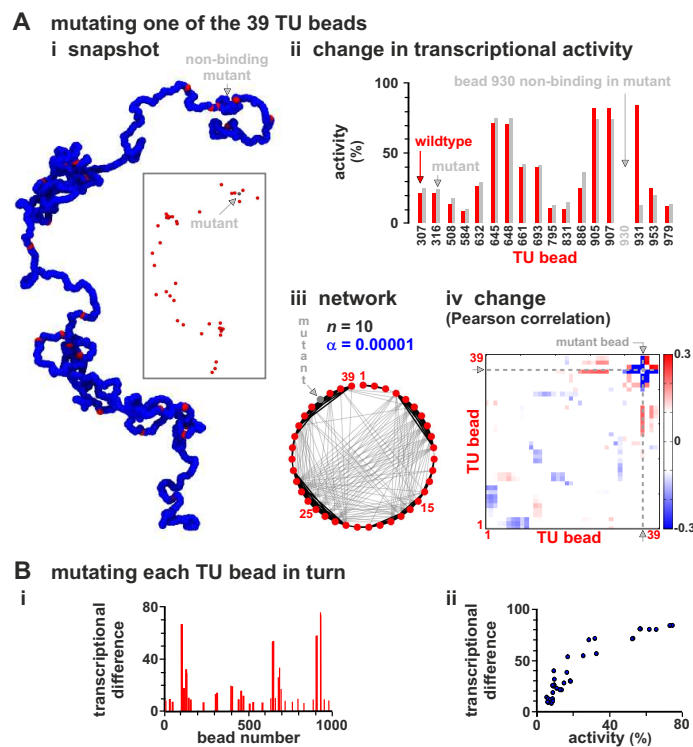 A mutating one of the 39 TU beads
i snapshot
non-binding
mutant
mutant
ii change in transcriptional activity
bead 930 non-binding in mutant
wildtype
mutant
activity
(%)
100
50
0
307 316 508 584 632 645 648 661 693 795 831 886 905 907 930 931 953 979
TU bead
iii network
mutant
n = 10
α = 0.00001
39 1
25
15
iv change
(Pearson correlation)
mutant bead
39
TU bead
1
1
TU bead
39
0.3
0
-0.3
B mutating each TU bead in turn
i
transcriptional
difference
80
40
0
0 500 1000
bead number
ii
transcriptional
difference
100
50
0
0 40 80
activity (%)